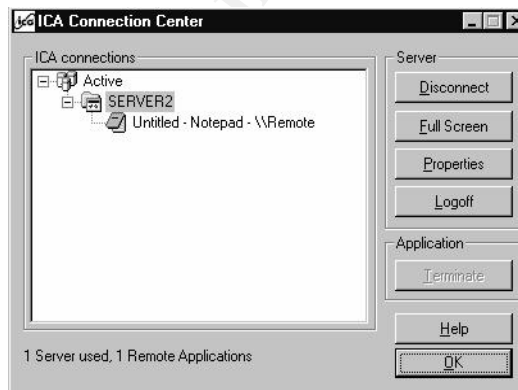 ICA Connection Center
ICA connections
Active
SERVER2
Untitled - Notepad - \\Remote
Server
Disconnect
Full Screen
Properties
Logoff
Application
Terminate
Help
OK
1 Server used, 1 Remote Applications